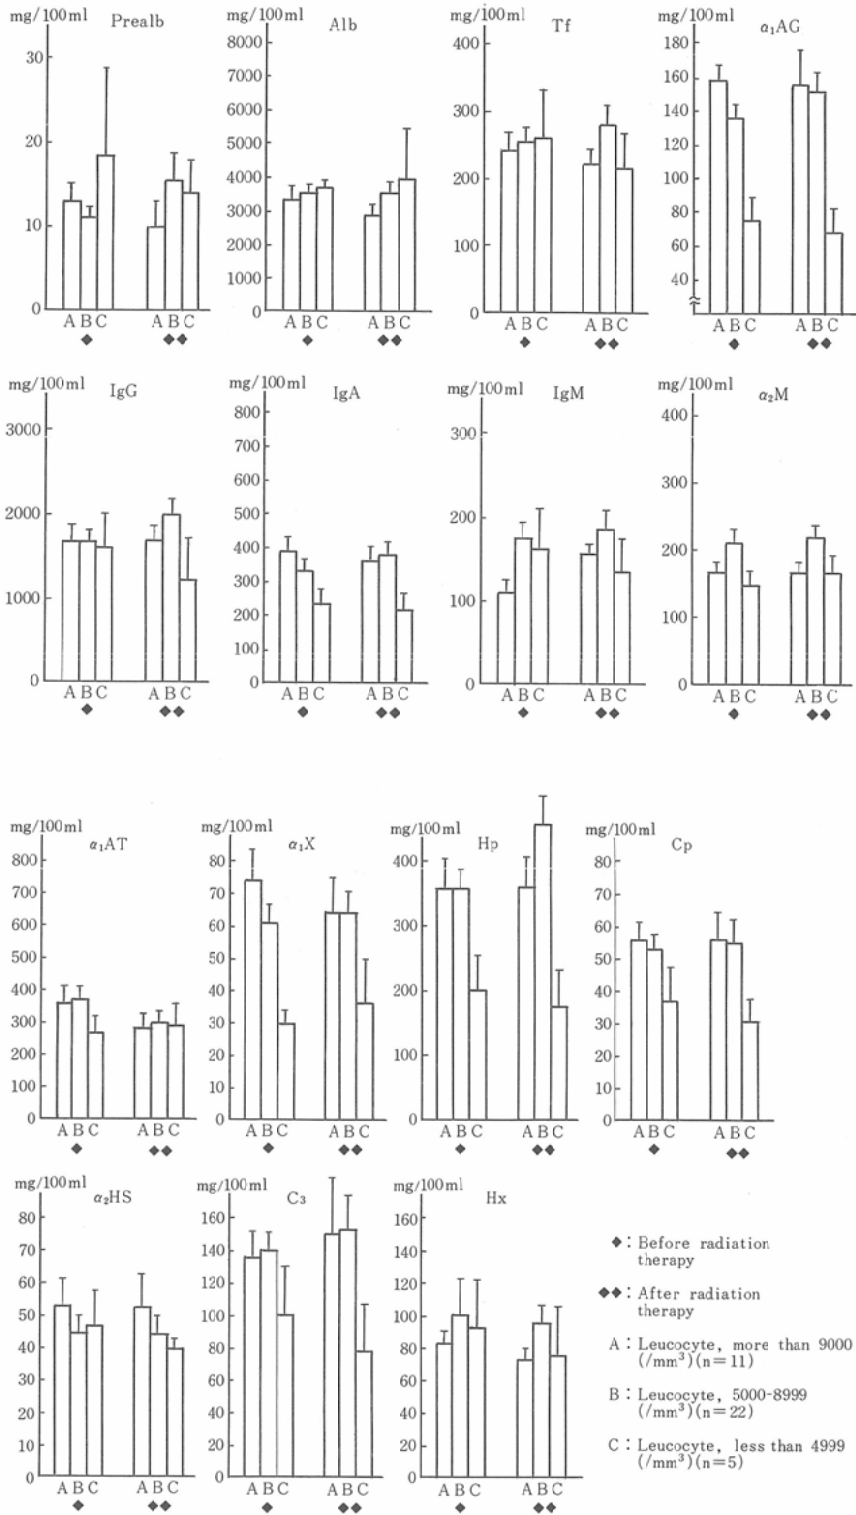 mg/100ml
Prealb
30
20
10
0
A B C A B C
◆ ◆◆
mg/100ml
Alb
8000
7000
6000
5000
4000
3000
2000
1000
0
A B C A B C
◆ ◆◆
mg/100ml
Tf
400
300
200
100
0
A B C A B C
◆ ◆◆
mg/100ml
α₁AG
180
160
140
120
100
80
60
40
A B C A B C
◆ ◆◆
mg/100ml
IgG
3000
2000
1000
0
A B C A B C
◆ ◆◆
mg/100ml
IgA
800
700
600
500
400
300
200
100
0
A B C A B C
◆ ◆◆
mg/100ml
IgM
300
200
100
0
A B C A B C
◆ ◆◆
mg/100ml
α₂M
400
300
200
100
0
A B C A B C
◆ ◆◆
mg/100ml
α₁AT
800
700
600
500
400
300
200
100
0
A B C A B C
◆ ◆◆
mg/100ml
α₁X
80
70
60
50
40
30
20
10
0
A B C A B C
◆ ◆◆
mg/100ml
Hp
400
300
200
100
0
A B C A B C
◆ ◆◆
mg/100ml
Cp
80
70
60
50
40
30
20
10
0
A B C A B C
◆ ◆◆
mg/100ml
α₂HS
80
70
60
50
40
30
20
10
0
A B C A B C
◆ ◆◆
mg/100ml
C₃
160
140
120
100
80
60
40
20
0
A B C A B C
◆ ◆◆
mg/100ml
Hx
160
140
120
100
80
60
40
20
0
A B C A B C
◆ ◆◆
◆ : Before radiation
therapy
◆◆ : After radiation
therapy
A : Leucocyte, more than 9000
(/mm³)(n=11)
B : Leucocyte, 5000-8999
(/mm³)(n=22)
C : Leucocyte, less than 4999
(/mm³)(n=5)